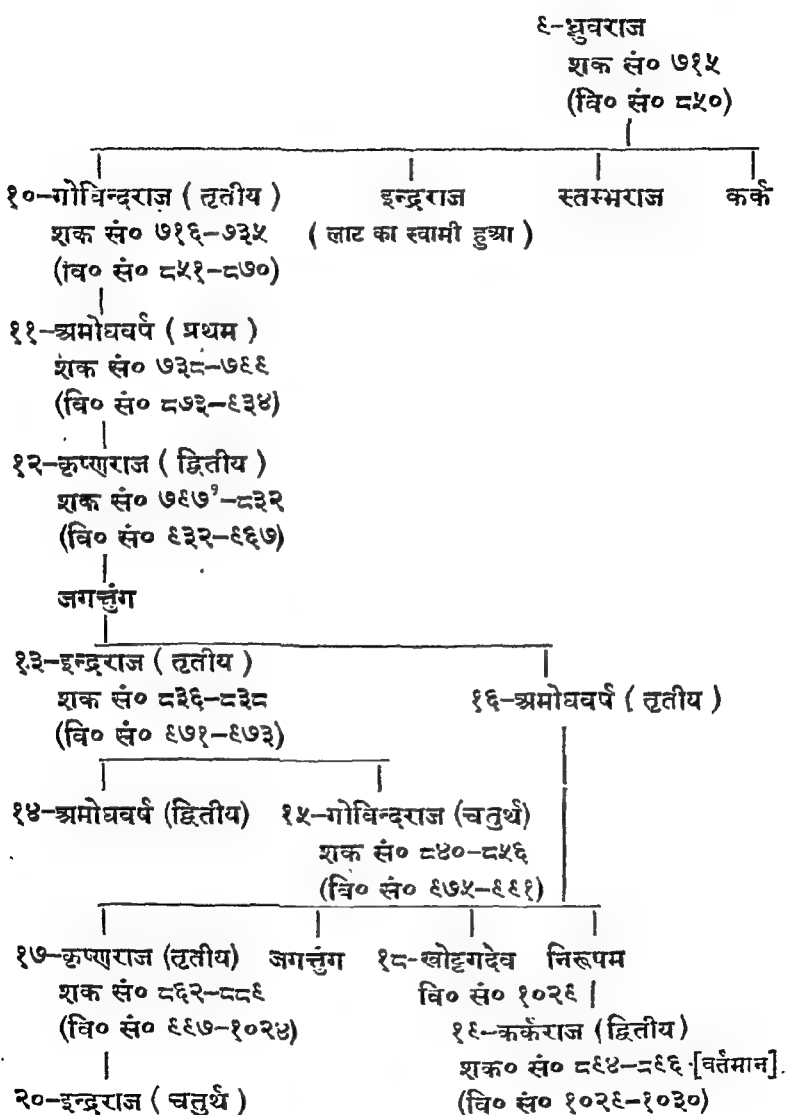 ९-ध्रुवराज
शक सं० ७१५
(वि० सं० ८५०)
१०-गोविन्दराज ( तृतीय ) इन्द्रराज स्तम्भराज कर्क
शक सं० ७१६-७३५ ( लाट का स्वामी हुआ )
(वि० सं० ८५१-८७०)
११-अमोघवर्ष ( प्रथम )
शक सं० ७३८-७९९
(वि० सं० ८७३-९३४)
१२-कृष्णराज ( द्वितीय )
शक सं० ७९७¹-८३२
(वि० सं० ९३२-९६७)
जगत्तुंग
१३-इन्द्रराज ( तृतीय )
शक सं० ८३६-८३८ १६-अमोघवर्ष ( तृतीय )
(वि० सं० ९७१-९७३)
१४-अमोघवर्ष (द्वितीय) १५-गोविन्दराज (चतुर्थ)
शक सं० ८४०-८५६
(वि० सं० ९७५-९९१)
१७-कृष्णराज (तृतीय) जगत्तुंग १८-खोट्टिगदेव निरूपम
शक सं० ८६२-८८९ वि० सं० १०२९
(वि० सं० ९९७-१०२४) १९-कर्कराज (द्वितीय)
शक० सं० ८९४-८९६ [वर्तमान].
२०-इन्द्रराज ( चतुर्थ ) (वि० सं० १०२९-१०३०)